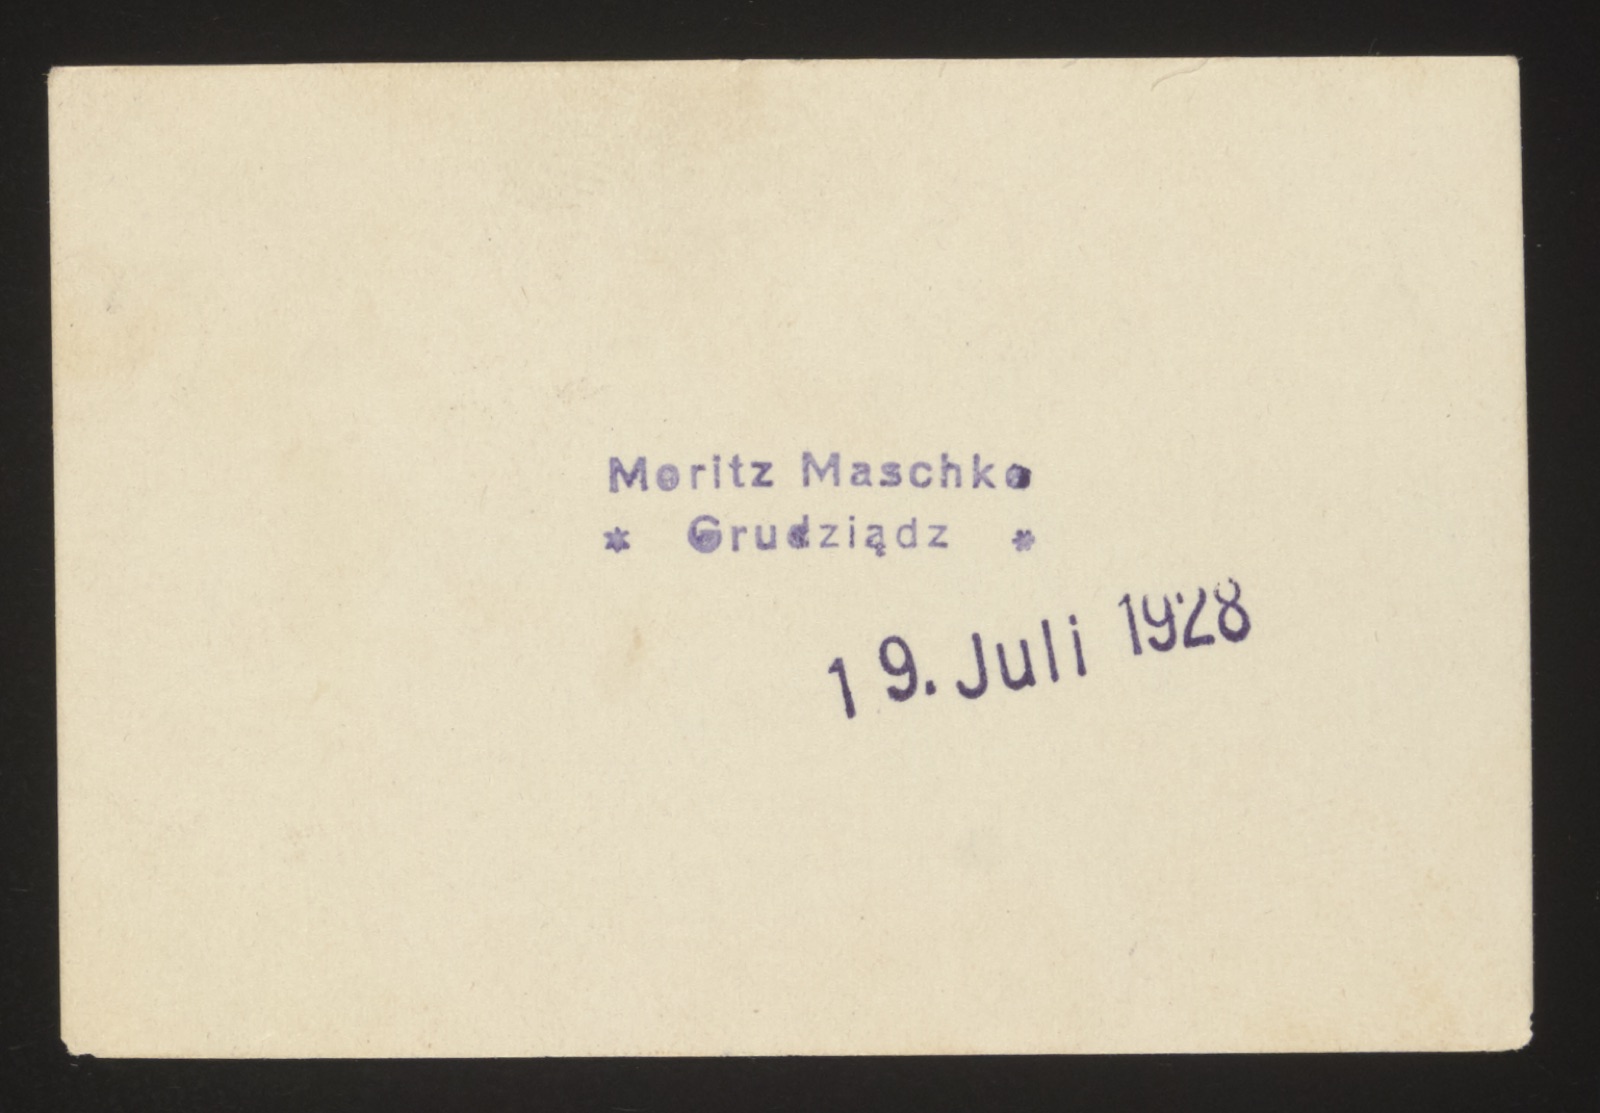 Moritz Maschke
* Grudziądz *
19. Juli 1928